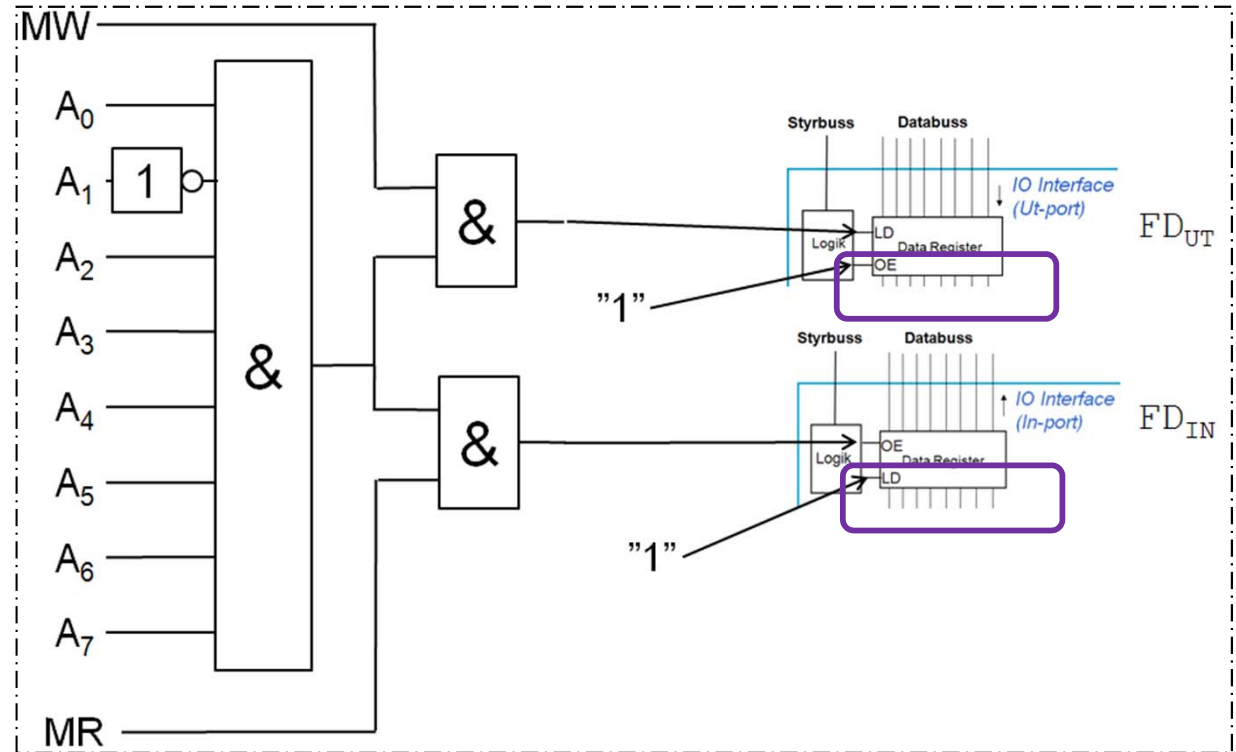 MW
A0
A1
1
A2
A3
A4
A5
A6
A7
MR
&
&
&
Styrbuss Databuss
IO Interface
(Ut-port)
LD
Logik
Data Register
OE
FDUT
”1”
Styrbuss Databuss
IO Interface
(In-port)
OE
Logik
Data Register
LD
FDIN
”1”